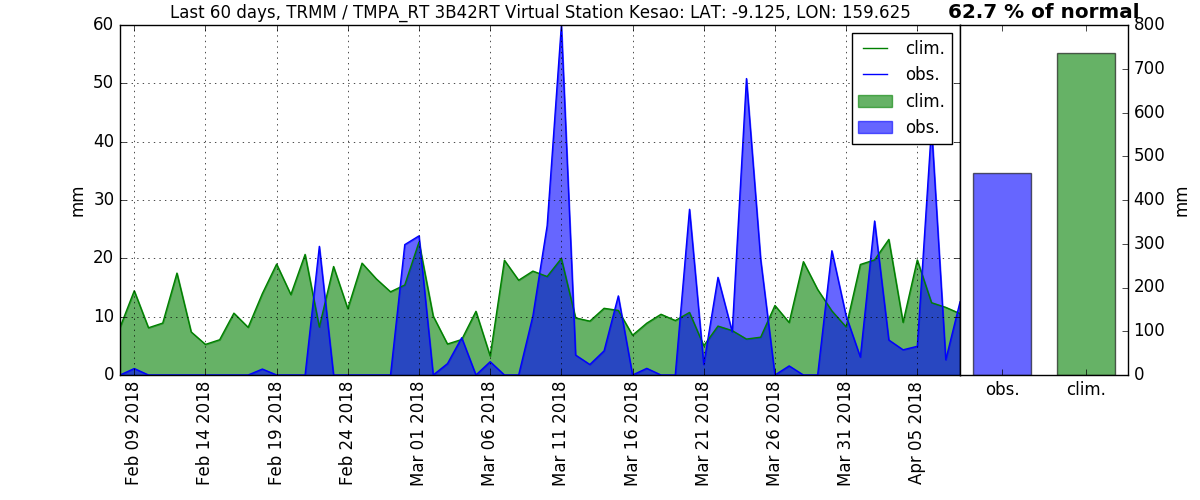 Last 60 days, TRMM / TMPA_RT 3B42RT Virtual Station Kesao: LAT: -9.125, LON: 159.625
62.7 % of normal
60
50
40
30
20
10
0
mm
clim.
obs.
clim.
obs.
800
700
600
500
400
300
200
100
0
mm
obs.
clim.
Feb 09 2018
Feb 14 2018
Feb 19 2018
Feb 24 2018
Mar 01 2018
Mar 06 2018
Mar 11 2018
Mar 16 2018
Mar 21 2018
Mar 26 2018
Mar 31 2018
Apr 05 2018